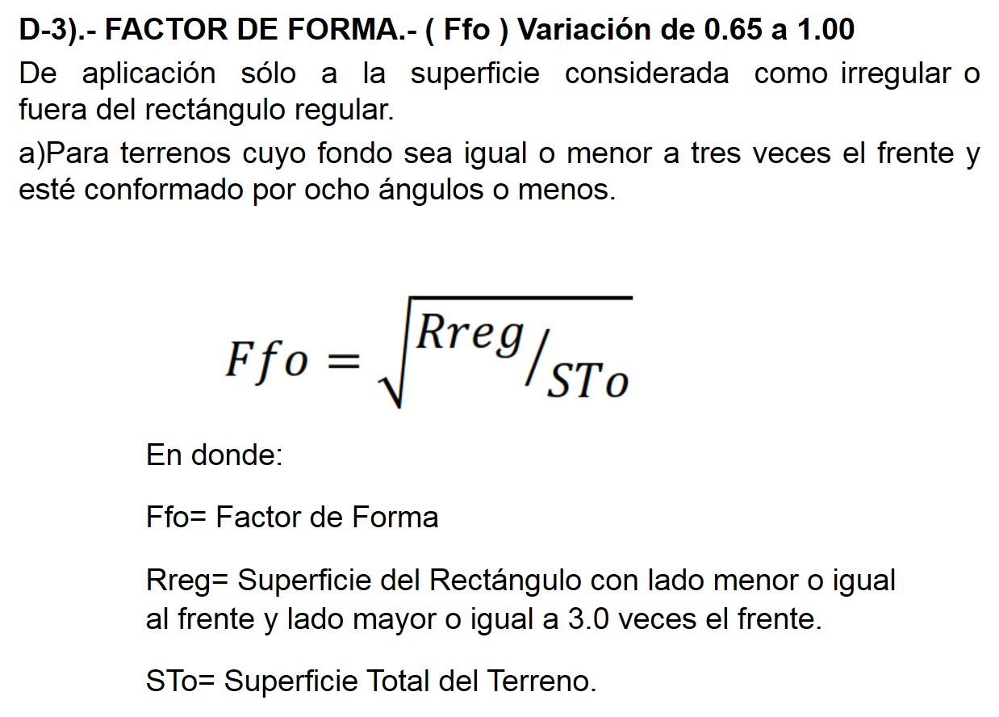 D-3).- FACTOR DE FORMA.- ( Ffo ) Variación de 0.65 a 1.00
De aplicación sólo a la superficie considerada como irregular o
fuera del rectángulo regular.
a)Para terrenos cuyo fondo sea igual o menor a tres veces el frente y
esté conformado por ocho ángulos o menos.
Ffo = √Rreg/STo
En donde:
Ffo= Factor de Forma
Rreg= Superficie del Rectángulo con lado menor o igual
al frente y lado mayor o igual a 3.0 veces el frente.
STo= Superficie Total del Terreno.